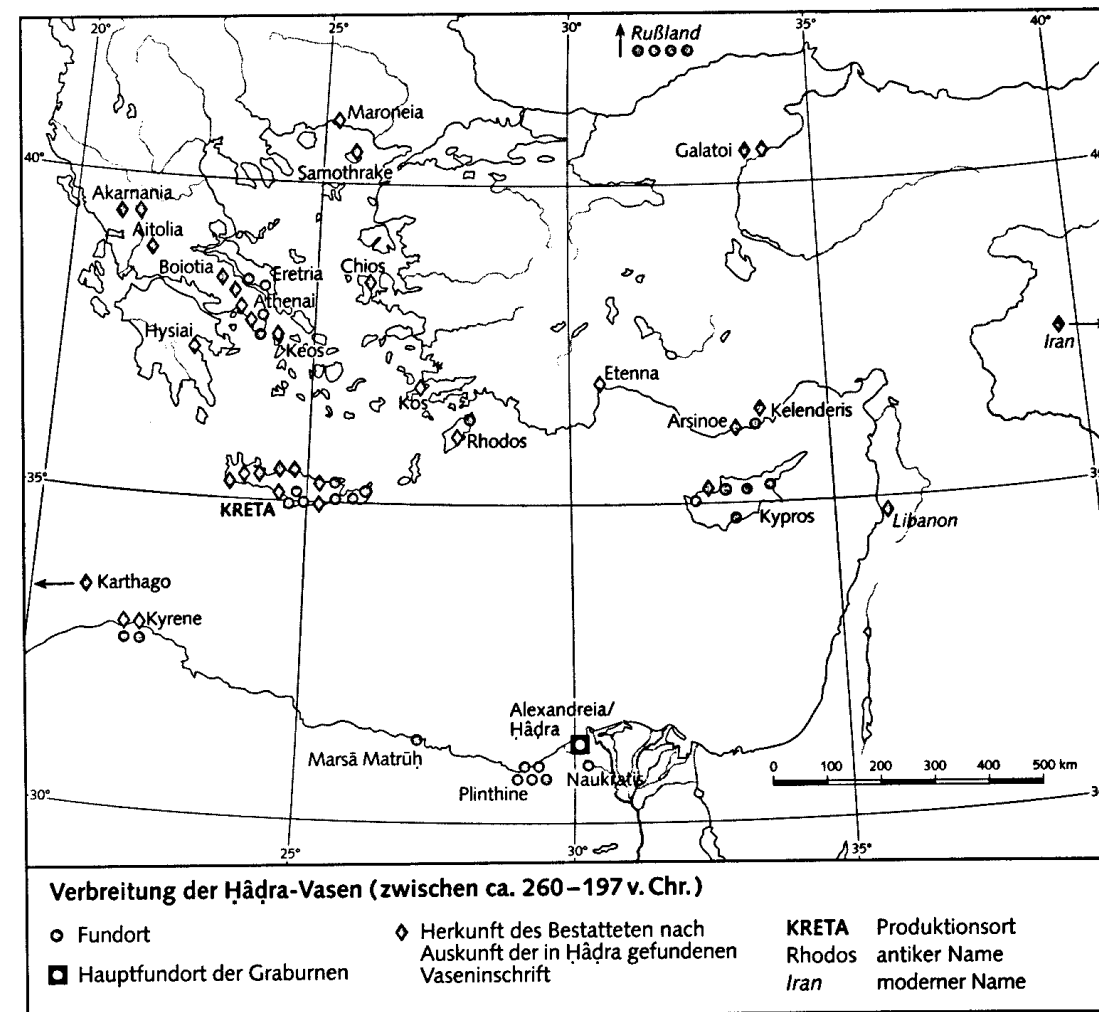 20°
25°
30°
35°
40°
Rußland
Maroneia
Samothrake
Galatoi
40°
40
Akarnania
Aitolia
Boiotia
Eretria
Chios
Athenai
Hysiai
Keos
Iran
Etenna
Kos
Arsinoe
Kelenderis
Rhodos
35°
35
KRETA
Kypros
Libanon
Karthago
Kyrene
Alexandreia/
Ḥâḍra
Marsā Matrūḥ
Naukratis
Plinthine
0 100 200 300 400 500 km
30°
30
25°
30°
35°
Verbreitung der Ḥâḍra-Vasen (zwischen ca. 260–197 v. Chr.)
Fundort
Hauptfundort der Graburnen
Herkunft des Bestatteten nach
Auskunft der in Ḥâḍra gefundenen
Vaseninschrift
KRETA Produktionsort
Rhodos antiker Name
Iran moderner Name